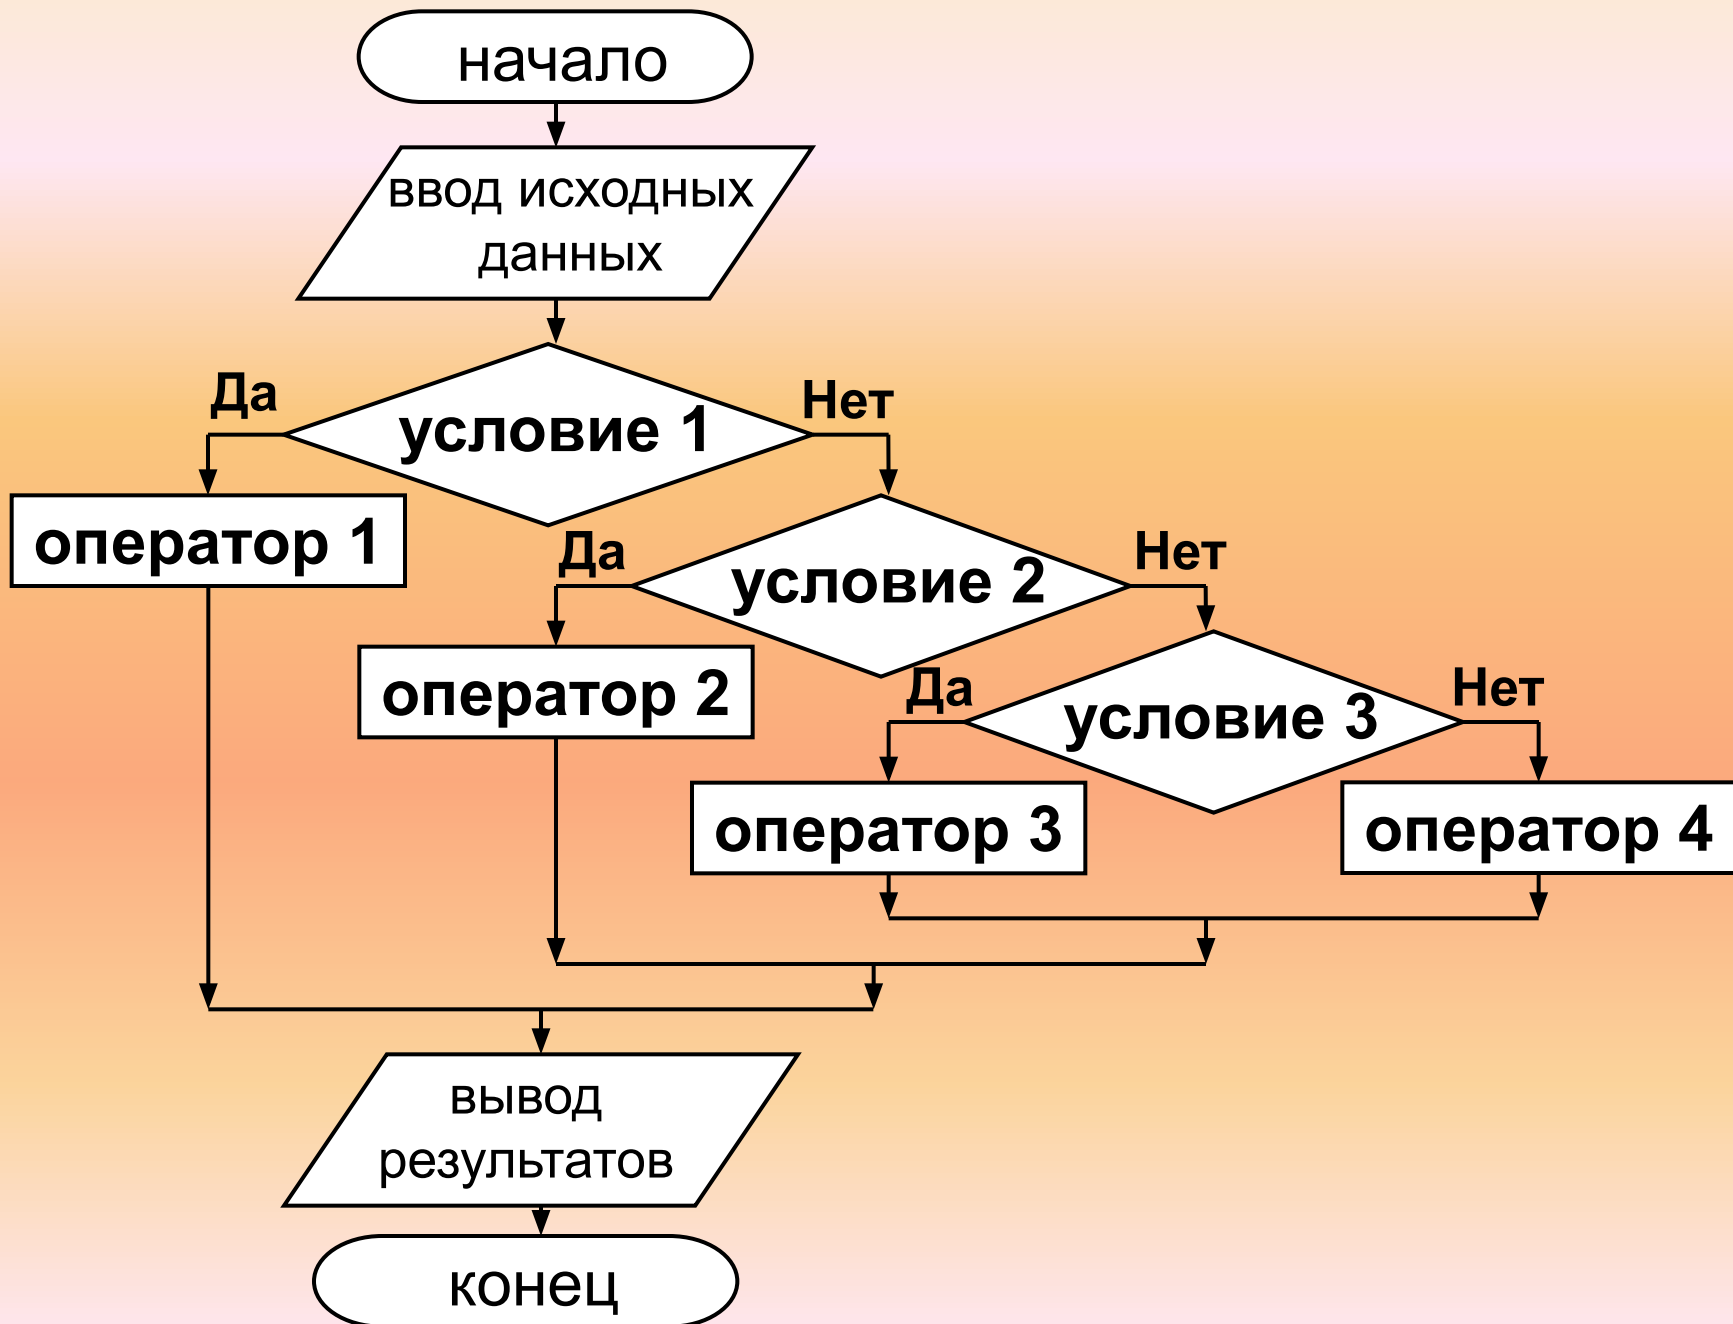 начало
ввод исходных
данных
Да
Нет
условие 1
оператор 1
Да
Нет
условие 2
оператор 2
Да
Нет
условие 3
оператор 3
оператор 4
вывод
результатов
конец